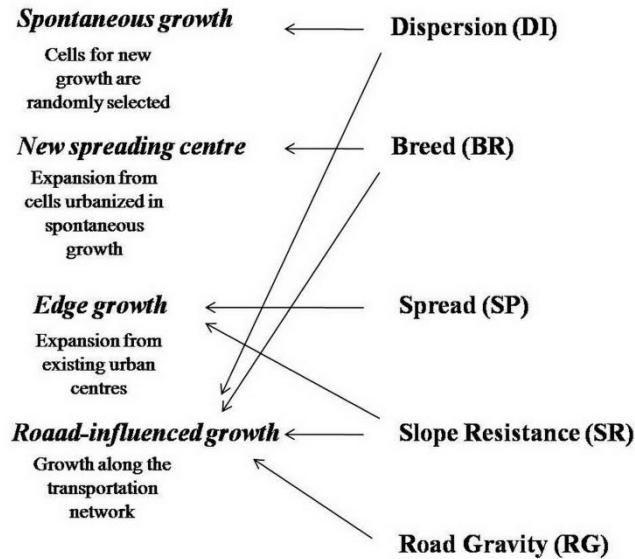 Spontaneous growth
Dispersion (DI)
Cells for new
growth are
randomly selected
New spreading centre
Breed (BR)
Expansion from
cells urbanized in
spontaneous
growth
Edge growth
Spread (SP)
Expansion from
existing urban
centres
Roaad-influenced growth
Slope Resistance (SR)
Growth along the
transportation
network
Road Gravity (RG)